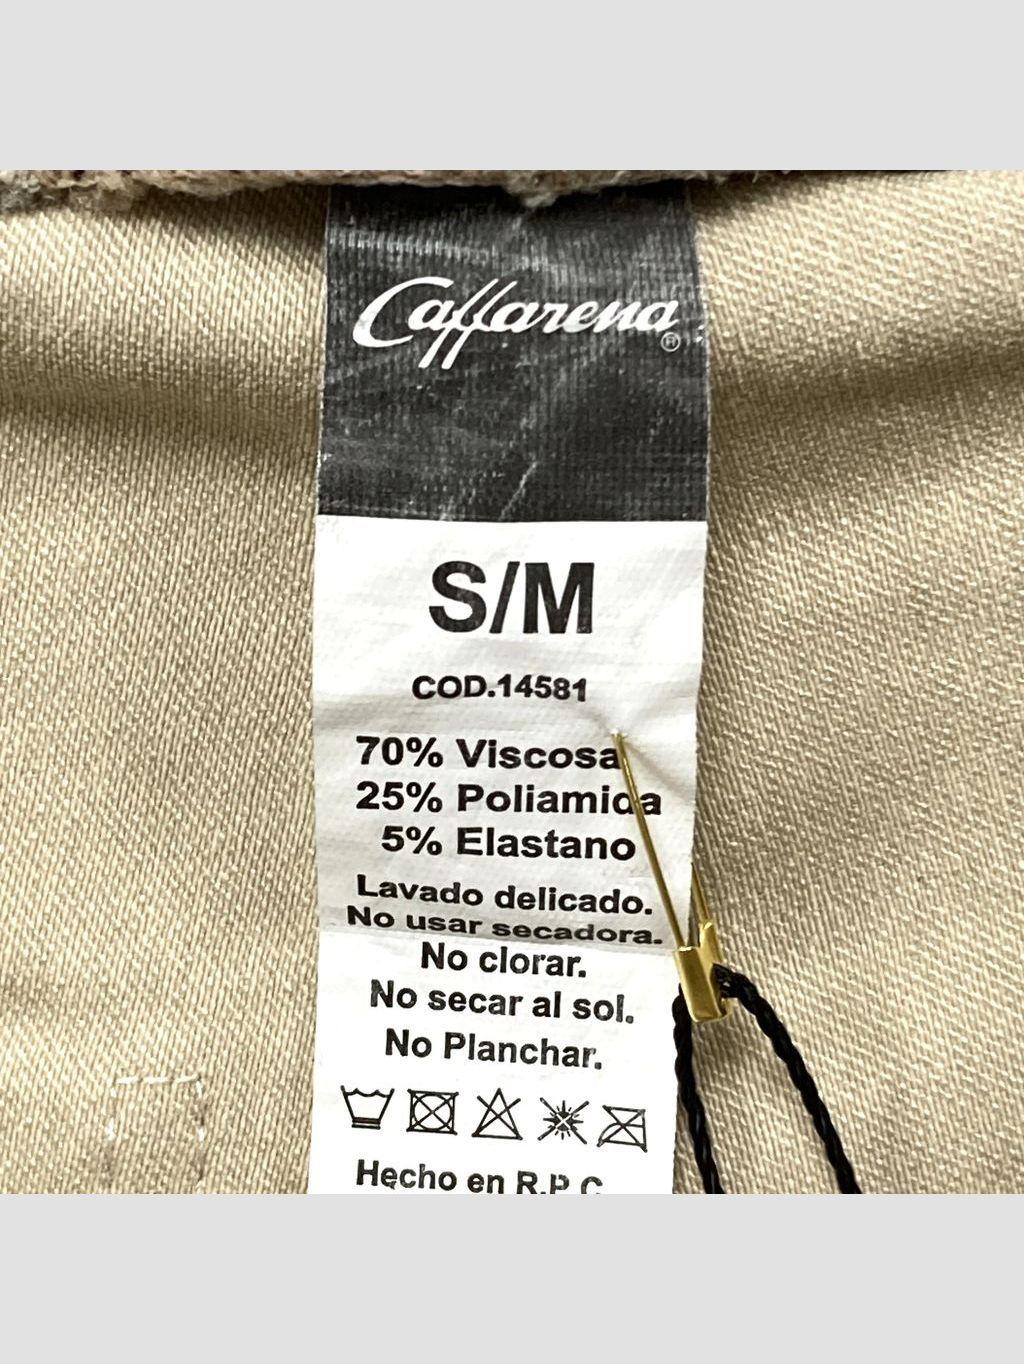 Caffarena
®
S/M
COD.14581
70% Viscosa
25% Poliamida
5% Elastano
Lavado delicado.
No usar secadora.
No clorar.
No secar al sol.
No Planchar.
Hecho en R.P.C.